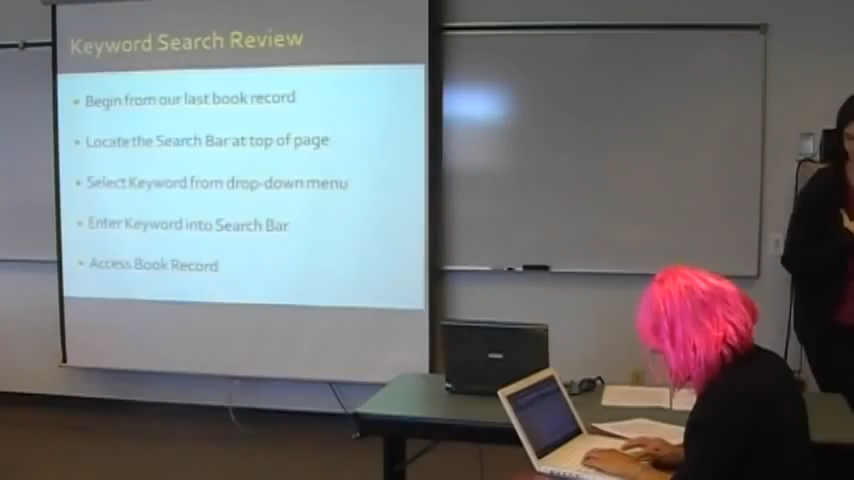 Keyword Search Review
Begin from our last book record
Locate the Search Bar at top of page
Select Keyword from drop-down menu
Enter Keyword into Search Bar
Access Book Record